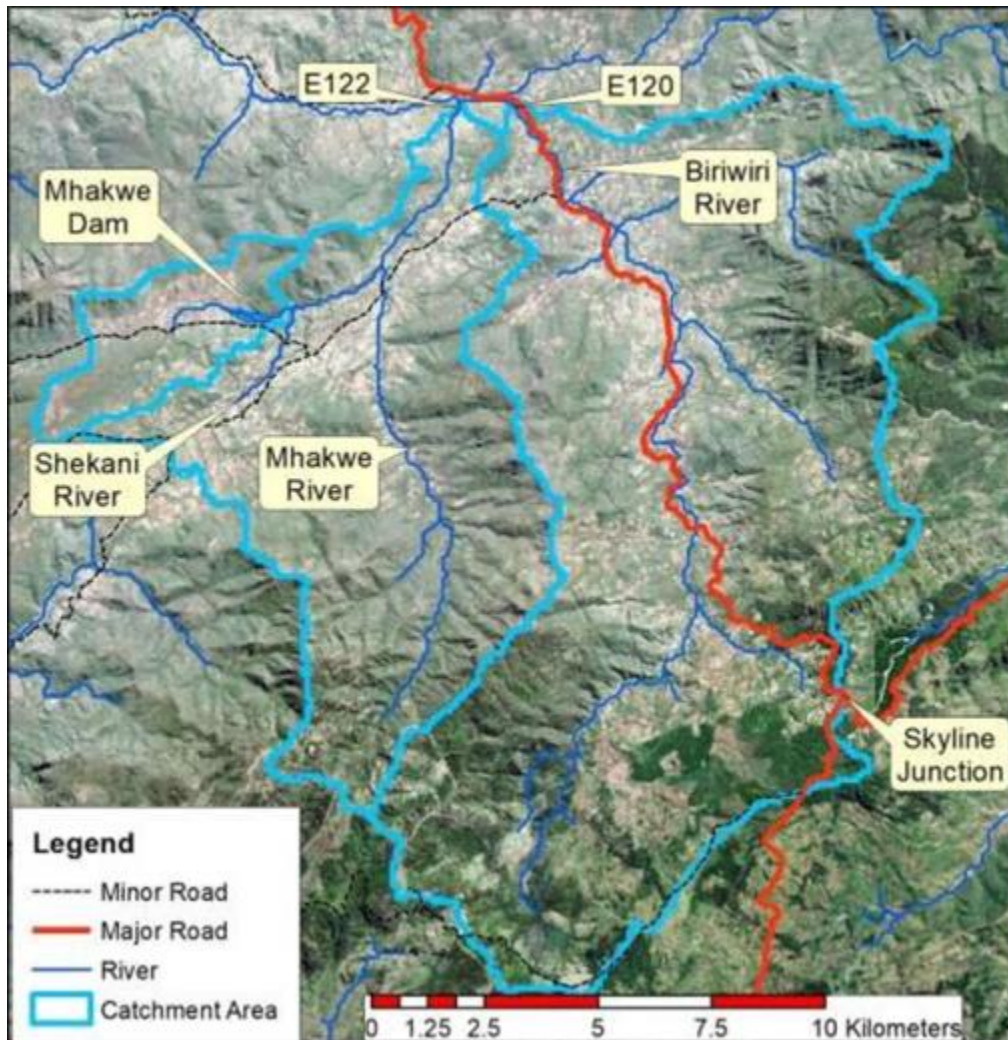 E122
E120
Mhakwe
Dam
Biriwiri
River
Shekani
River
Mhakwe
River
Skyline
Junction
Legend
Minor Road
Major Road
River
Catchment Area
0 1.25 2.5 5 7.5 10 Kilometers